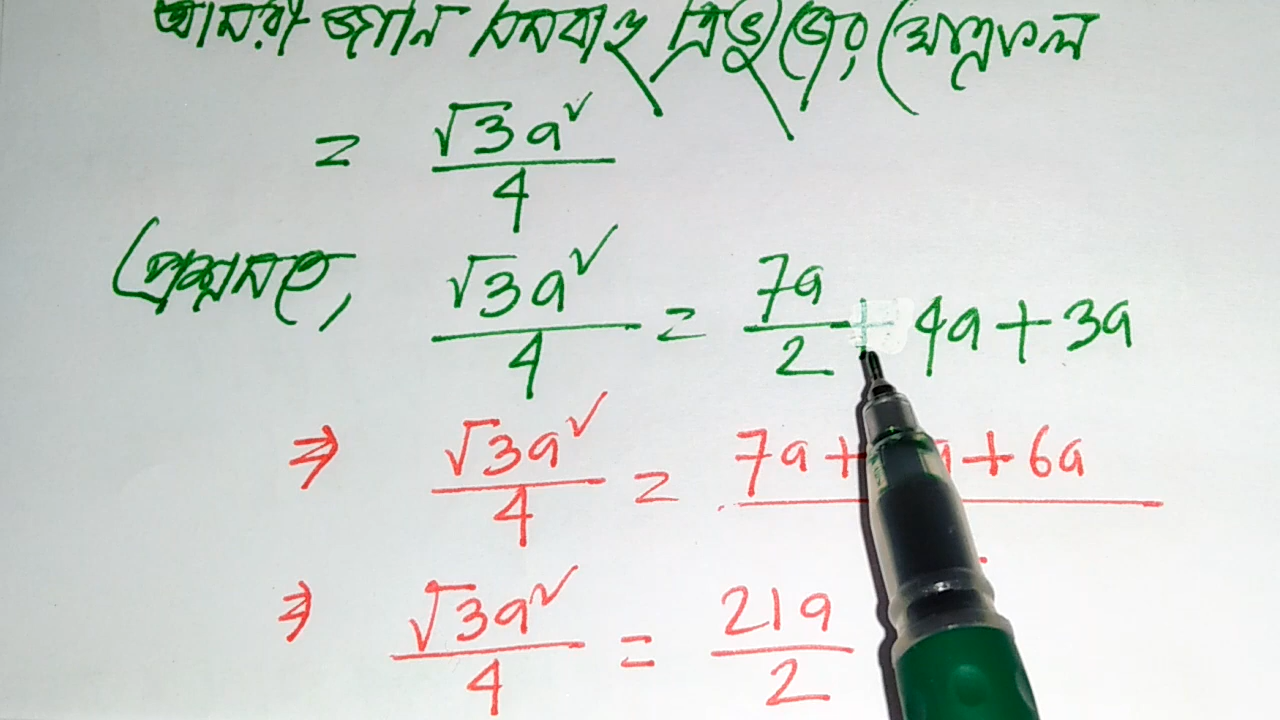 আমরা জানি সমবাহু ত্রিভুজের ক্ষেত্রফল
= √3a²/4
প্রশ্নমতে, √3a²/4 = 7a/2 + 4a + 3a
⇒ √3a²/4 = 7a + a + 6a
⇒ √3a²/4 = 21a/2